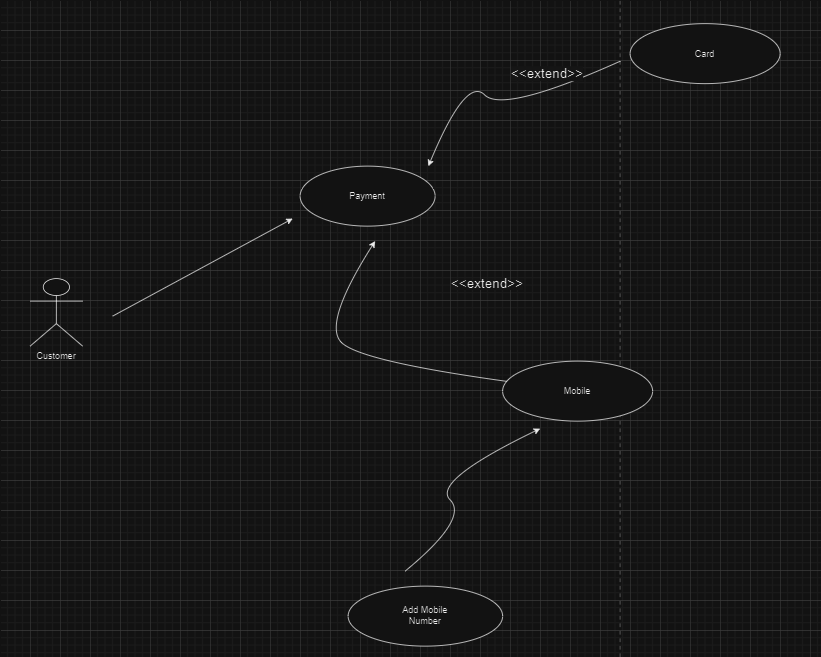 Card
<<extend>>
Payment
<<extend>>
Customer
Mobile
Add Mobile
Number